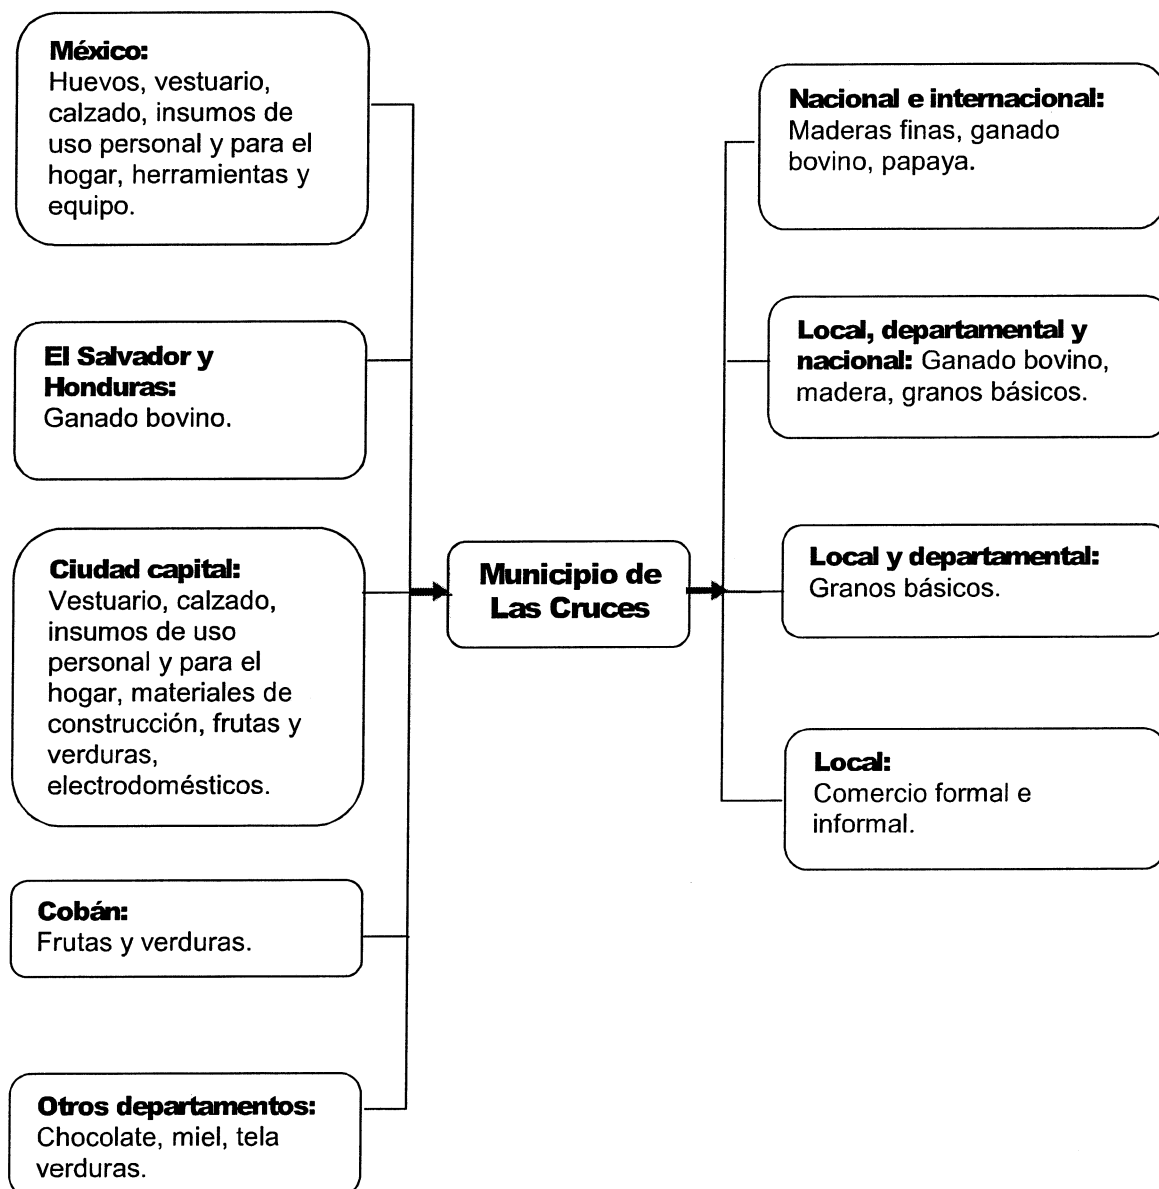 México:
Huevos, vestuario,
calzado, insumos de
uso personal y para el
hogar, herramientas y
equipo.
El Salvador y
Honduras:
Ganado bovino.
Ciudad capital:
Vestuario, calzado,
insumos de uso
personal y para el
hogar, materiales de
construcción, frutas y
verduras,
electrodomésticos.
Cobán:
Frutas y verduras.
Otros departamentos:
Chocolate, miel, tela
verduras.
Municipio de
Las Cruces
Nacional e internacional:
Maderas finas, ganado
bovino, papaya.
Local, departamental y
nacional: Ganado bovino,
madera, granos básicos.
Local y departamental:
Granos básicos.
Local:
Comercio formal e
informal.